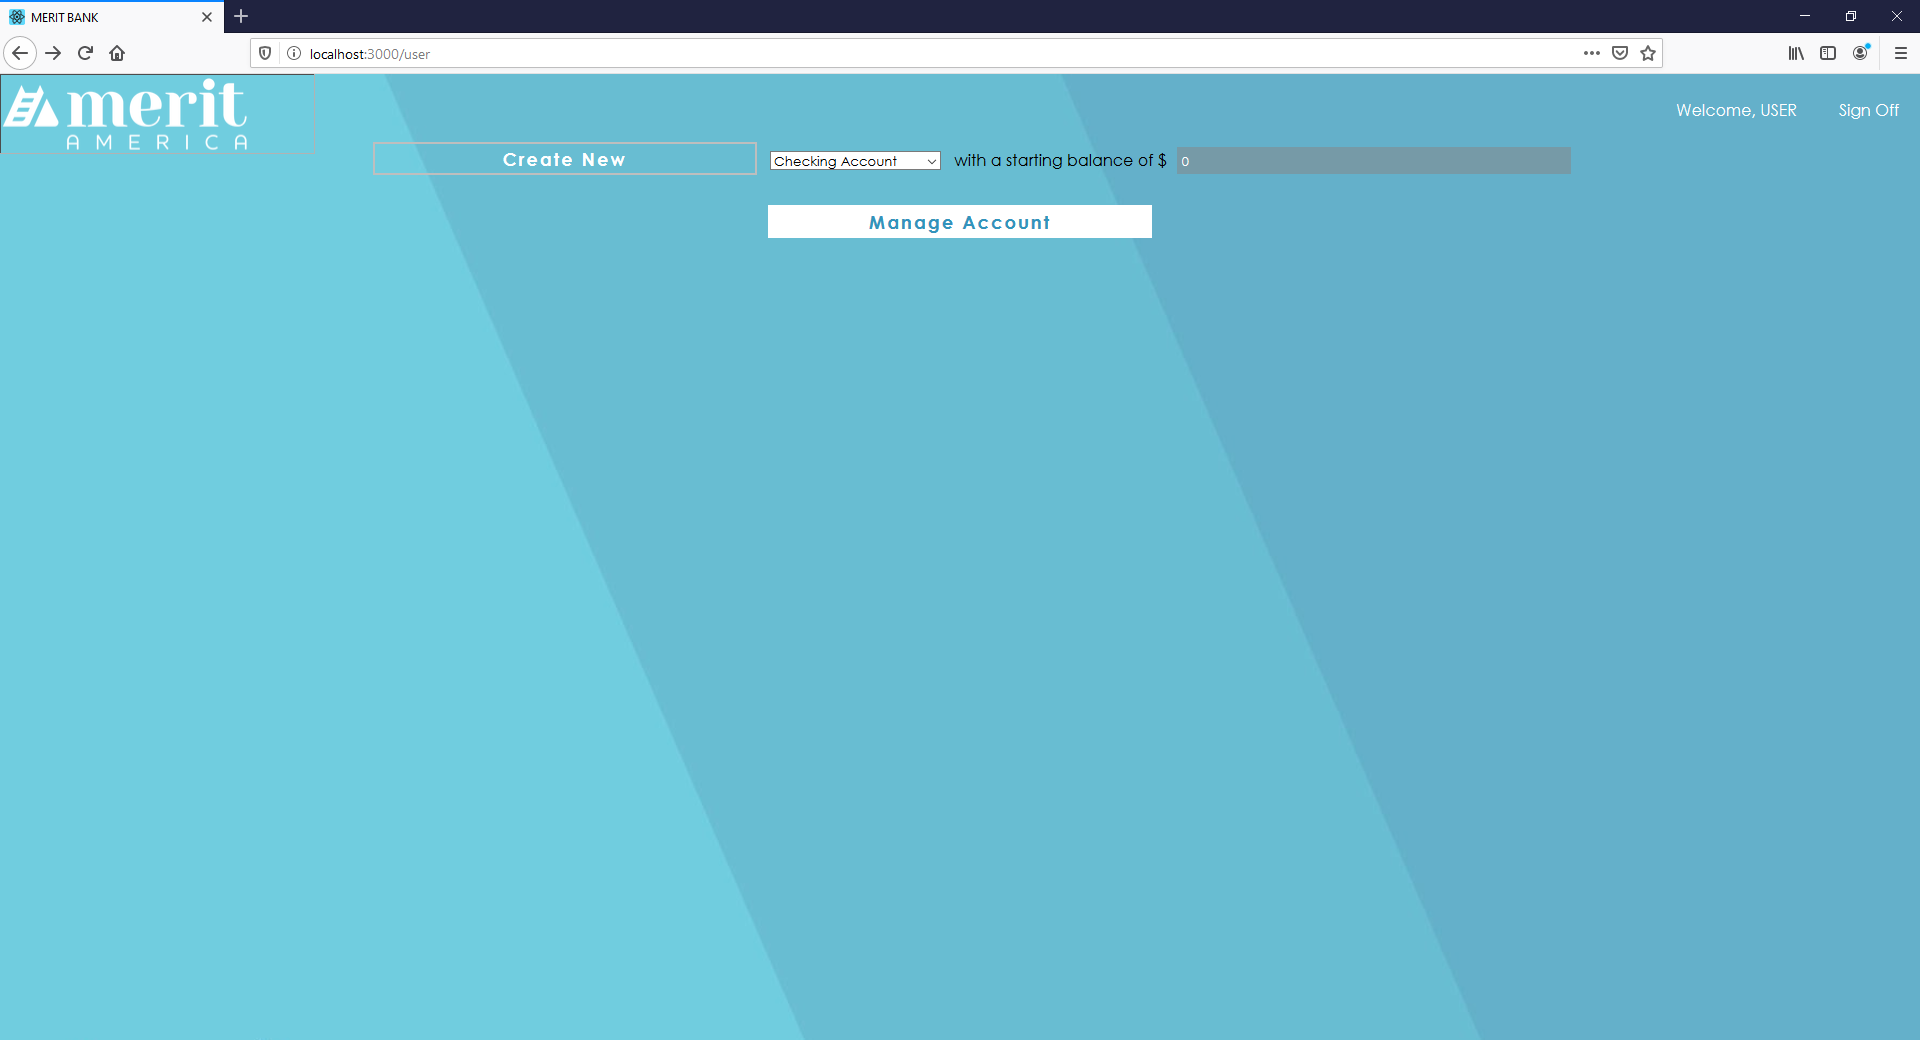 MERIT BANK
localhost:3000/user
merit
AMERICA
Welcome, USER
Sign Off
Create New
Checking Account
with a starting balance of $
0
Manage Account